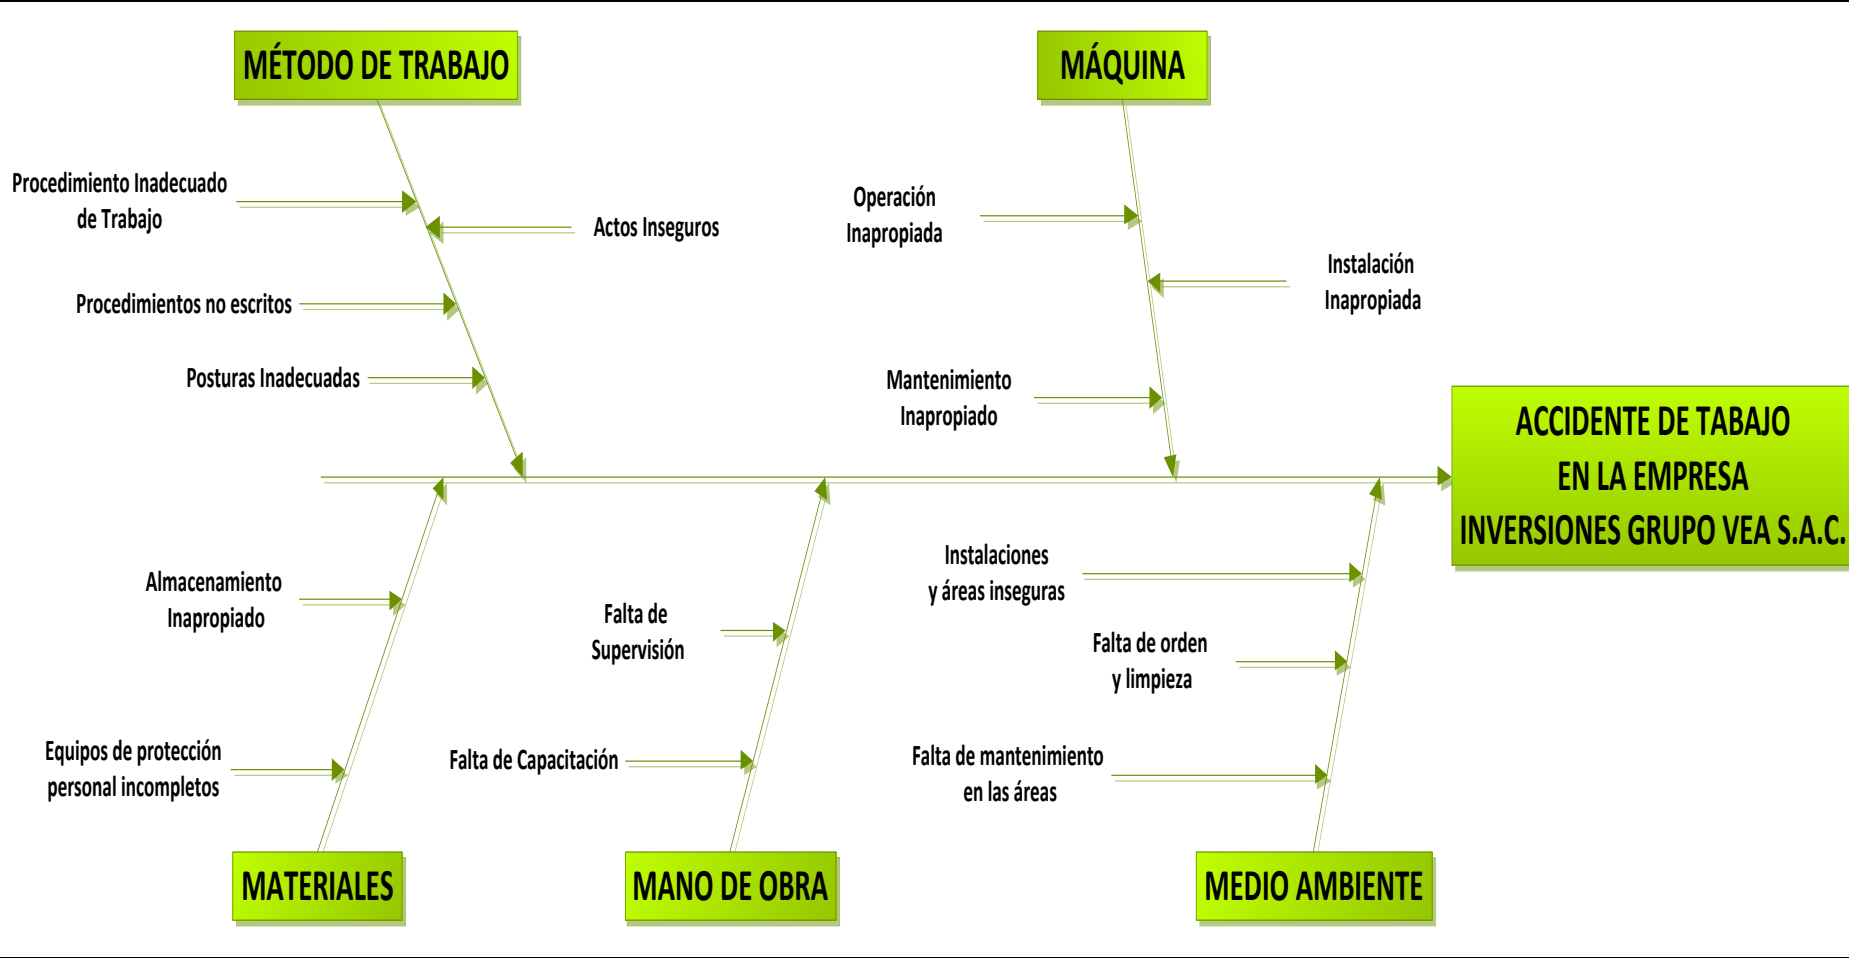 MÉTODO DE TRABAJO
MÁQUINA
Procedimiento Inadecuado
de Trabajo
Actos Inseguros
Procedimientos no escritos
Posturas Inadecuadas
Operación
Inapropiada
Instalación
Inapropiada
Mantenimiento
Inapropiado
ACCIDENTE DE TABAJO
EN LA EMPRESA
INVERSIONES GRUPO VEA S.A.C.
Almacenamiento
Inapropiado
Equipos de protección
personal incompletos
Falta de
Supervisión
Falta de Capacitación
Instalaciones
y áreas inseguras
Falta de orden
y limpieza
Falta de mantenimiento
en las áreas
MATERIALES
MANO DE OBRA
MEDIO AMBIENTE